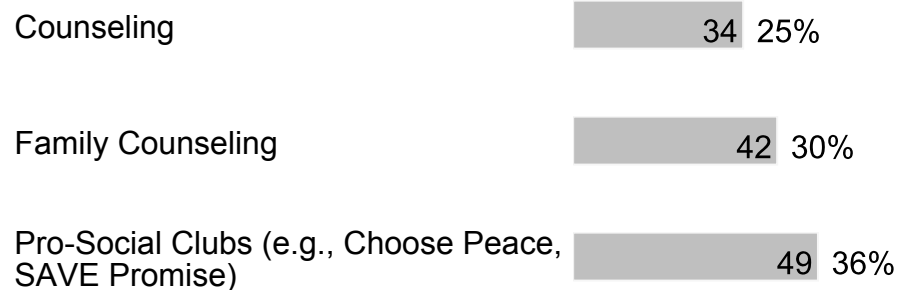 Counseling 34 25%
Family Counseling 42 30%
Pro-Social Clubs (e.g., Choose Peace,
SAVE Promise) 49 36%